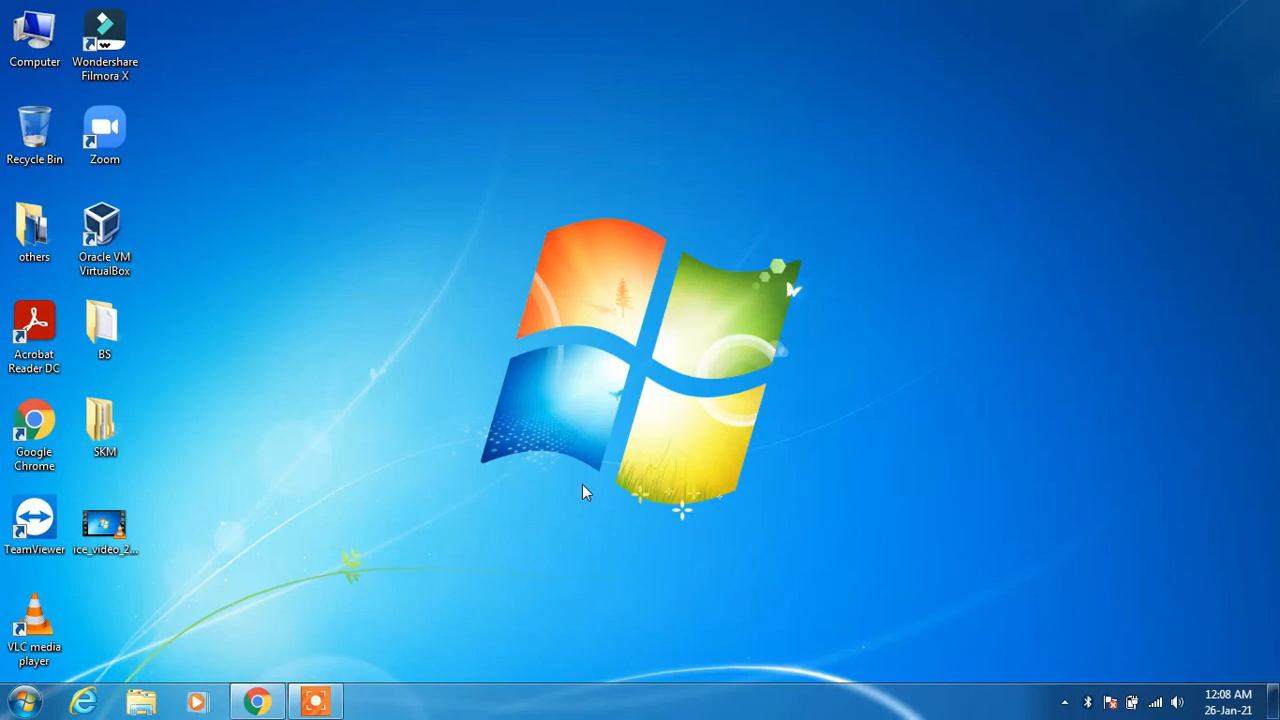 Computer
Wondershare
Filmora X
Recycle Bin
Zoom
others
Oracle VM
VirtualBox
Acrobat
Reader DC
BS
Google
Chrome
SKM
TeamViewer
ice_video_2...
VLC media
player
12:08 AM
26-Jan-21